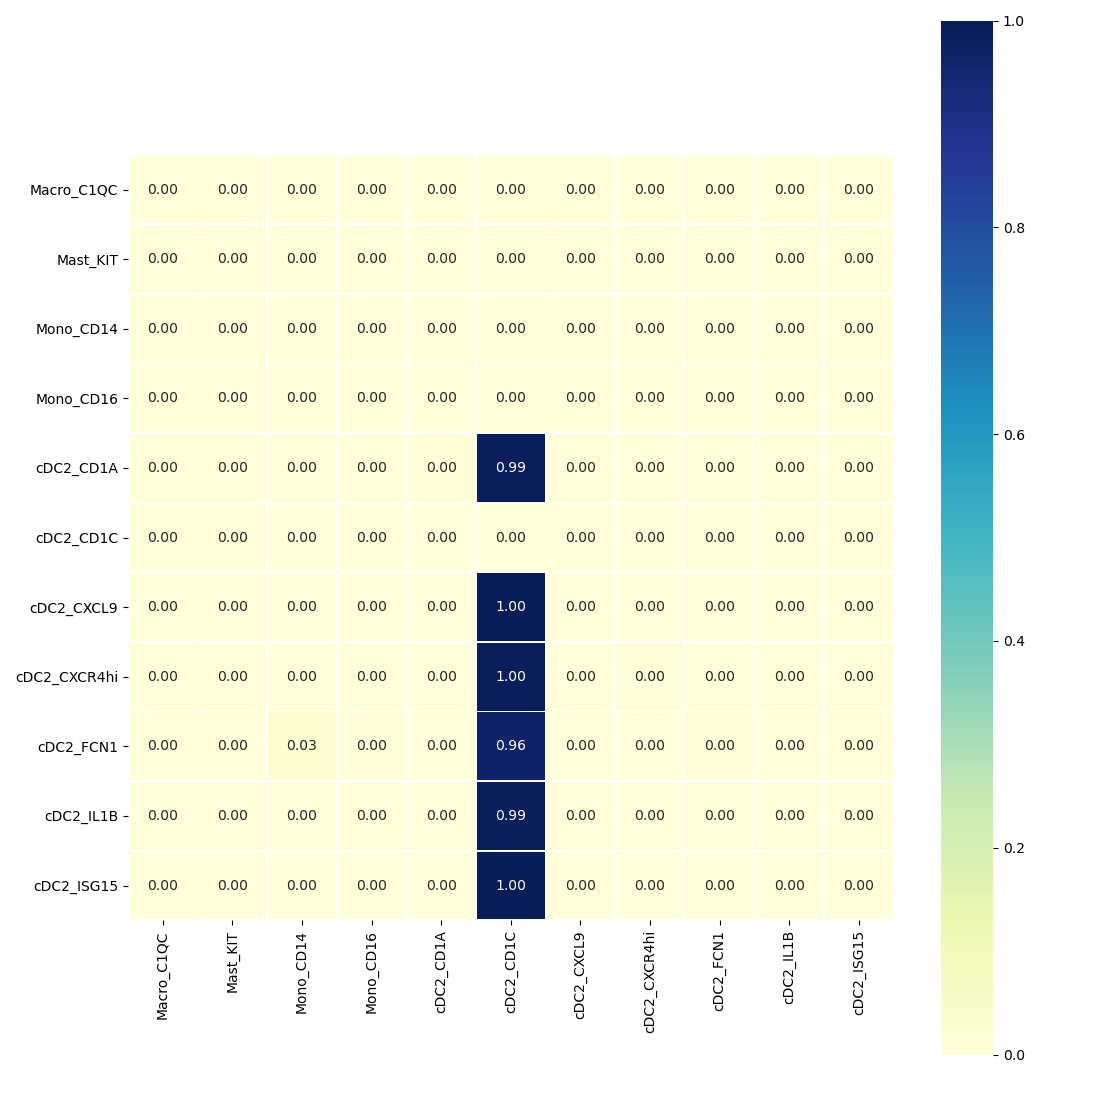 1.0
Macro_C1QC 0.00 0.00 0.00 0.00 0.00 0.00 0.00 0.00 0.00 0.00 0.00
0.8
Mast_KIT 0.00 0.00 0.00 0.00 0.00 0.00 0.00 0.00 0.00 0.00 0.00
Mono_CD14 0.00 0.00 0.00 0.00 0.00 0.00 0.00 0.00 0.00 0.00 0.00
Mono_CD16 0.00 0.00 0.00 0.00 0.00 0.00 0.00 0.00 0.00 0.00 0.00
0.6
cDC2_CD1A 0.00 0.00 0.00 0.00 0.00 0.99 0.00 0.00 0.00 0.00 0.00
cDC2_CD1C 0.00 0.00 0.00 0.00 0.00 0.00 0.00 0.00 0.00 0.00 0.00
cDC2_CXCL9 0.00 0.00 0.00 0.00 0.00 1.00 0.00 0.00 0.00 0.00 0.00
0.4
cDC2_CXCR4hi 0.00 0.00 0.00 0.00 0.00 1.00 0.00 0.00 0.00 0.00 0.00
cDC2_FCN1 0.00 0.00 0.03 0.00 0.00 0.96 0.00 0.00 0.00 0.00 0.00
cDC2_IL1B 0.00 0.00 0.00 0.00 0.00 0.99 0.00 0.00 0.00 0.00 0.00
0.2
cDC2_ISG15 0.00 0.00 0.00 0.00 0.00 1.00 0.00 0.00 0.00 0.00 0.00
Macro_C1QC
Mast_KIT
Mono_CD14
Mono_CD16
cDC2_CD1A
cDC2_CD1C
cDC2_CXCL9
cDC2_CXCR4hi
cDC2_FCN1
cDC2_IL1B
cDC2_ISG15
0.0